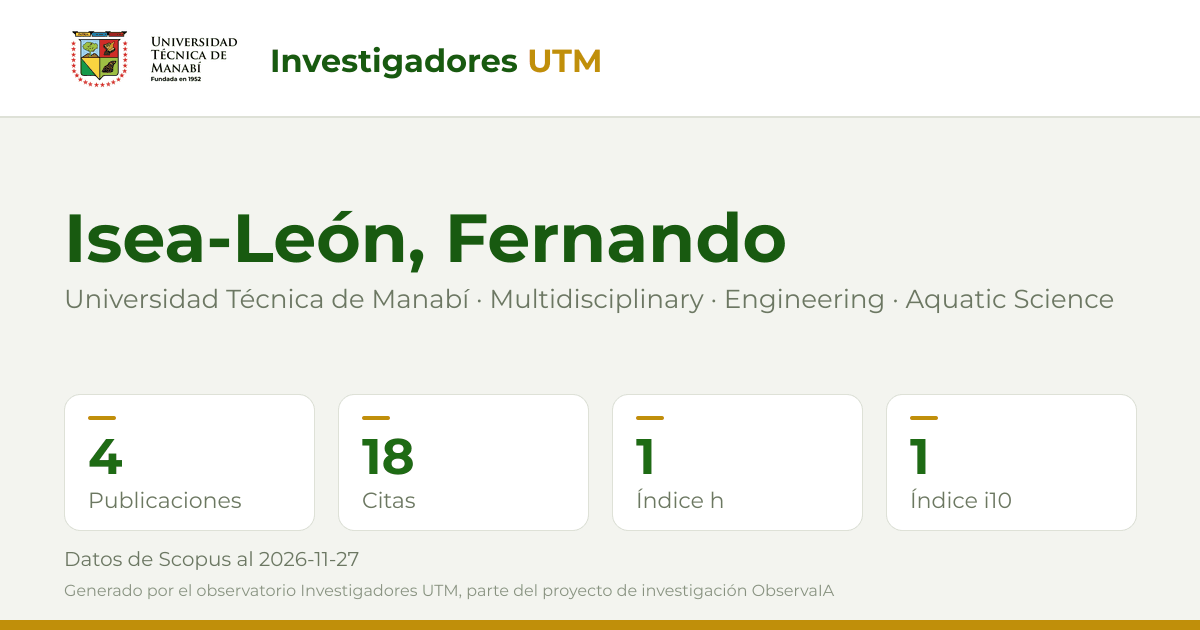 UNIVERSIDAD
TÉCNICA DE
MANABÍ
Fundada en 1952
Investigadores UTM
Isea-León, Fernando
Universidad Técnica de Manabí · Multidisciplinary · Engineering · Aquatic Science
4
Publicaciones
18
Citas
1
Índice h
1
Índice i10
Datos de Scopus al 2026-11-27
Generado por el observatorio Investigadores UTM, parte del proyecto de investigación ObservaIA